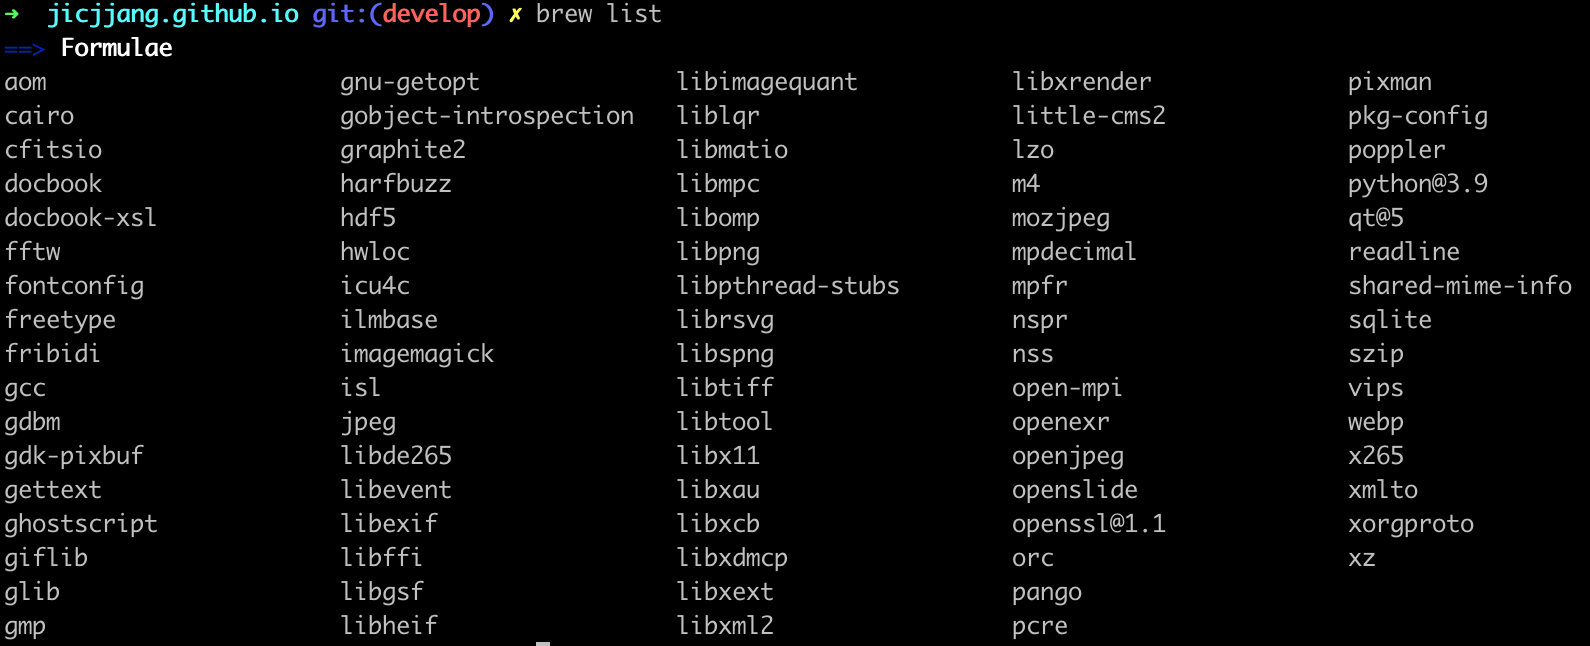 ➜  jicjjang.github.io git:(develop) ✗ brew list
==> Formulae
aom gnu-getopt libimagequant libxrender pixman
cairo gobject-introspection liblqr little-cms2 pkg-config
cfitsio graphite2 libmatio lzo poppler
docbook harfbuzz libmpc m4 python@3.9
docbook-xsl hdf5 libomp mozjpeg qt@5
fftw hwloc libpng mpdecimal readline
fontconfig icu4c libpthread-stubs mpfr shared-mime-info
freetype ilmbase librsvg nspr sqlite
fribidi imagemagick libspng nss szip
gcc isl libtiff open-mpi vips
gdbm jpeg libtool openexr webp
gdk-pixbuf libde265 libx11 openjpeg x265
gettext libevent libxau openslide xmlto
ghostscript libexif libxcb openssl@1.1 xorgproto
giflib libffi libxdmcp orc xz
glib libgsf libxext pango
gmp libheif libxml2 pcre